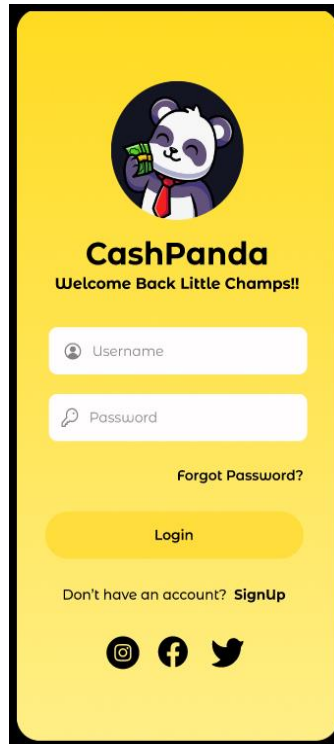 CashPanda
Welcome Back Little Champs!!
Username
Password
Forgot Password?
Login
Don't have an account? SignUp